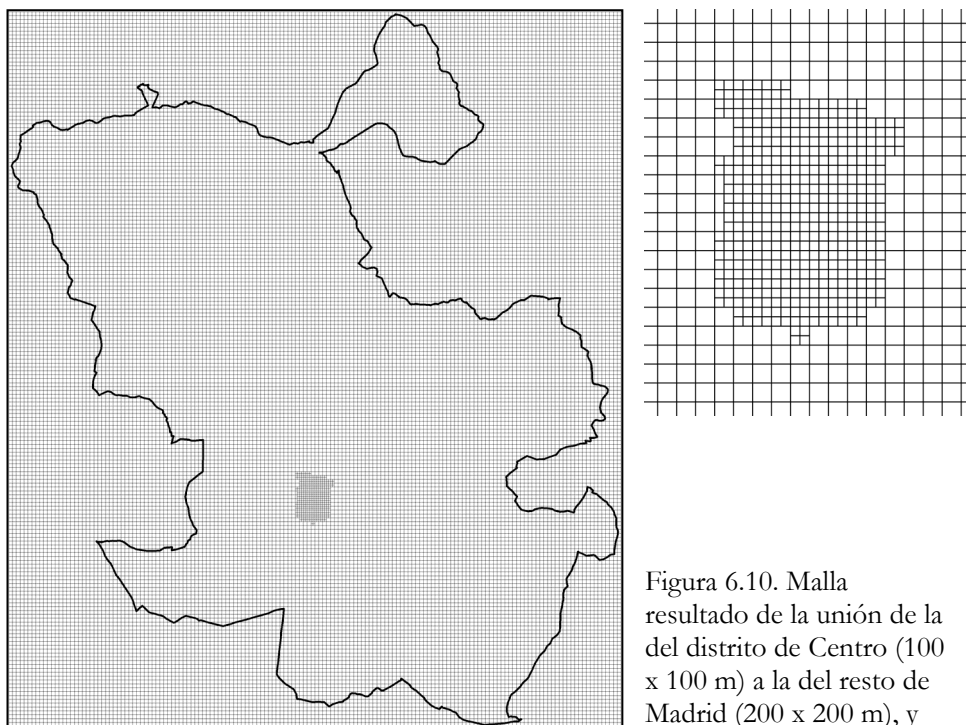 Figura 6.10. Malla
resultado de la unión de la
del distrito de Centro (100
x 100 m) a la del resto de
Madrid (200 x 200 m), y